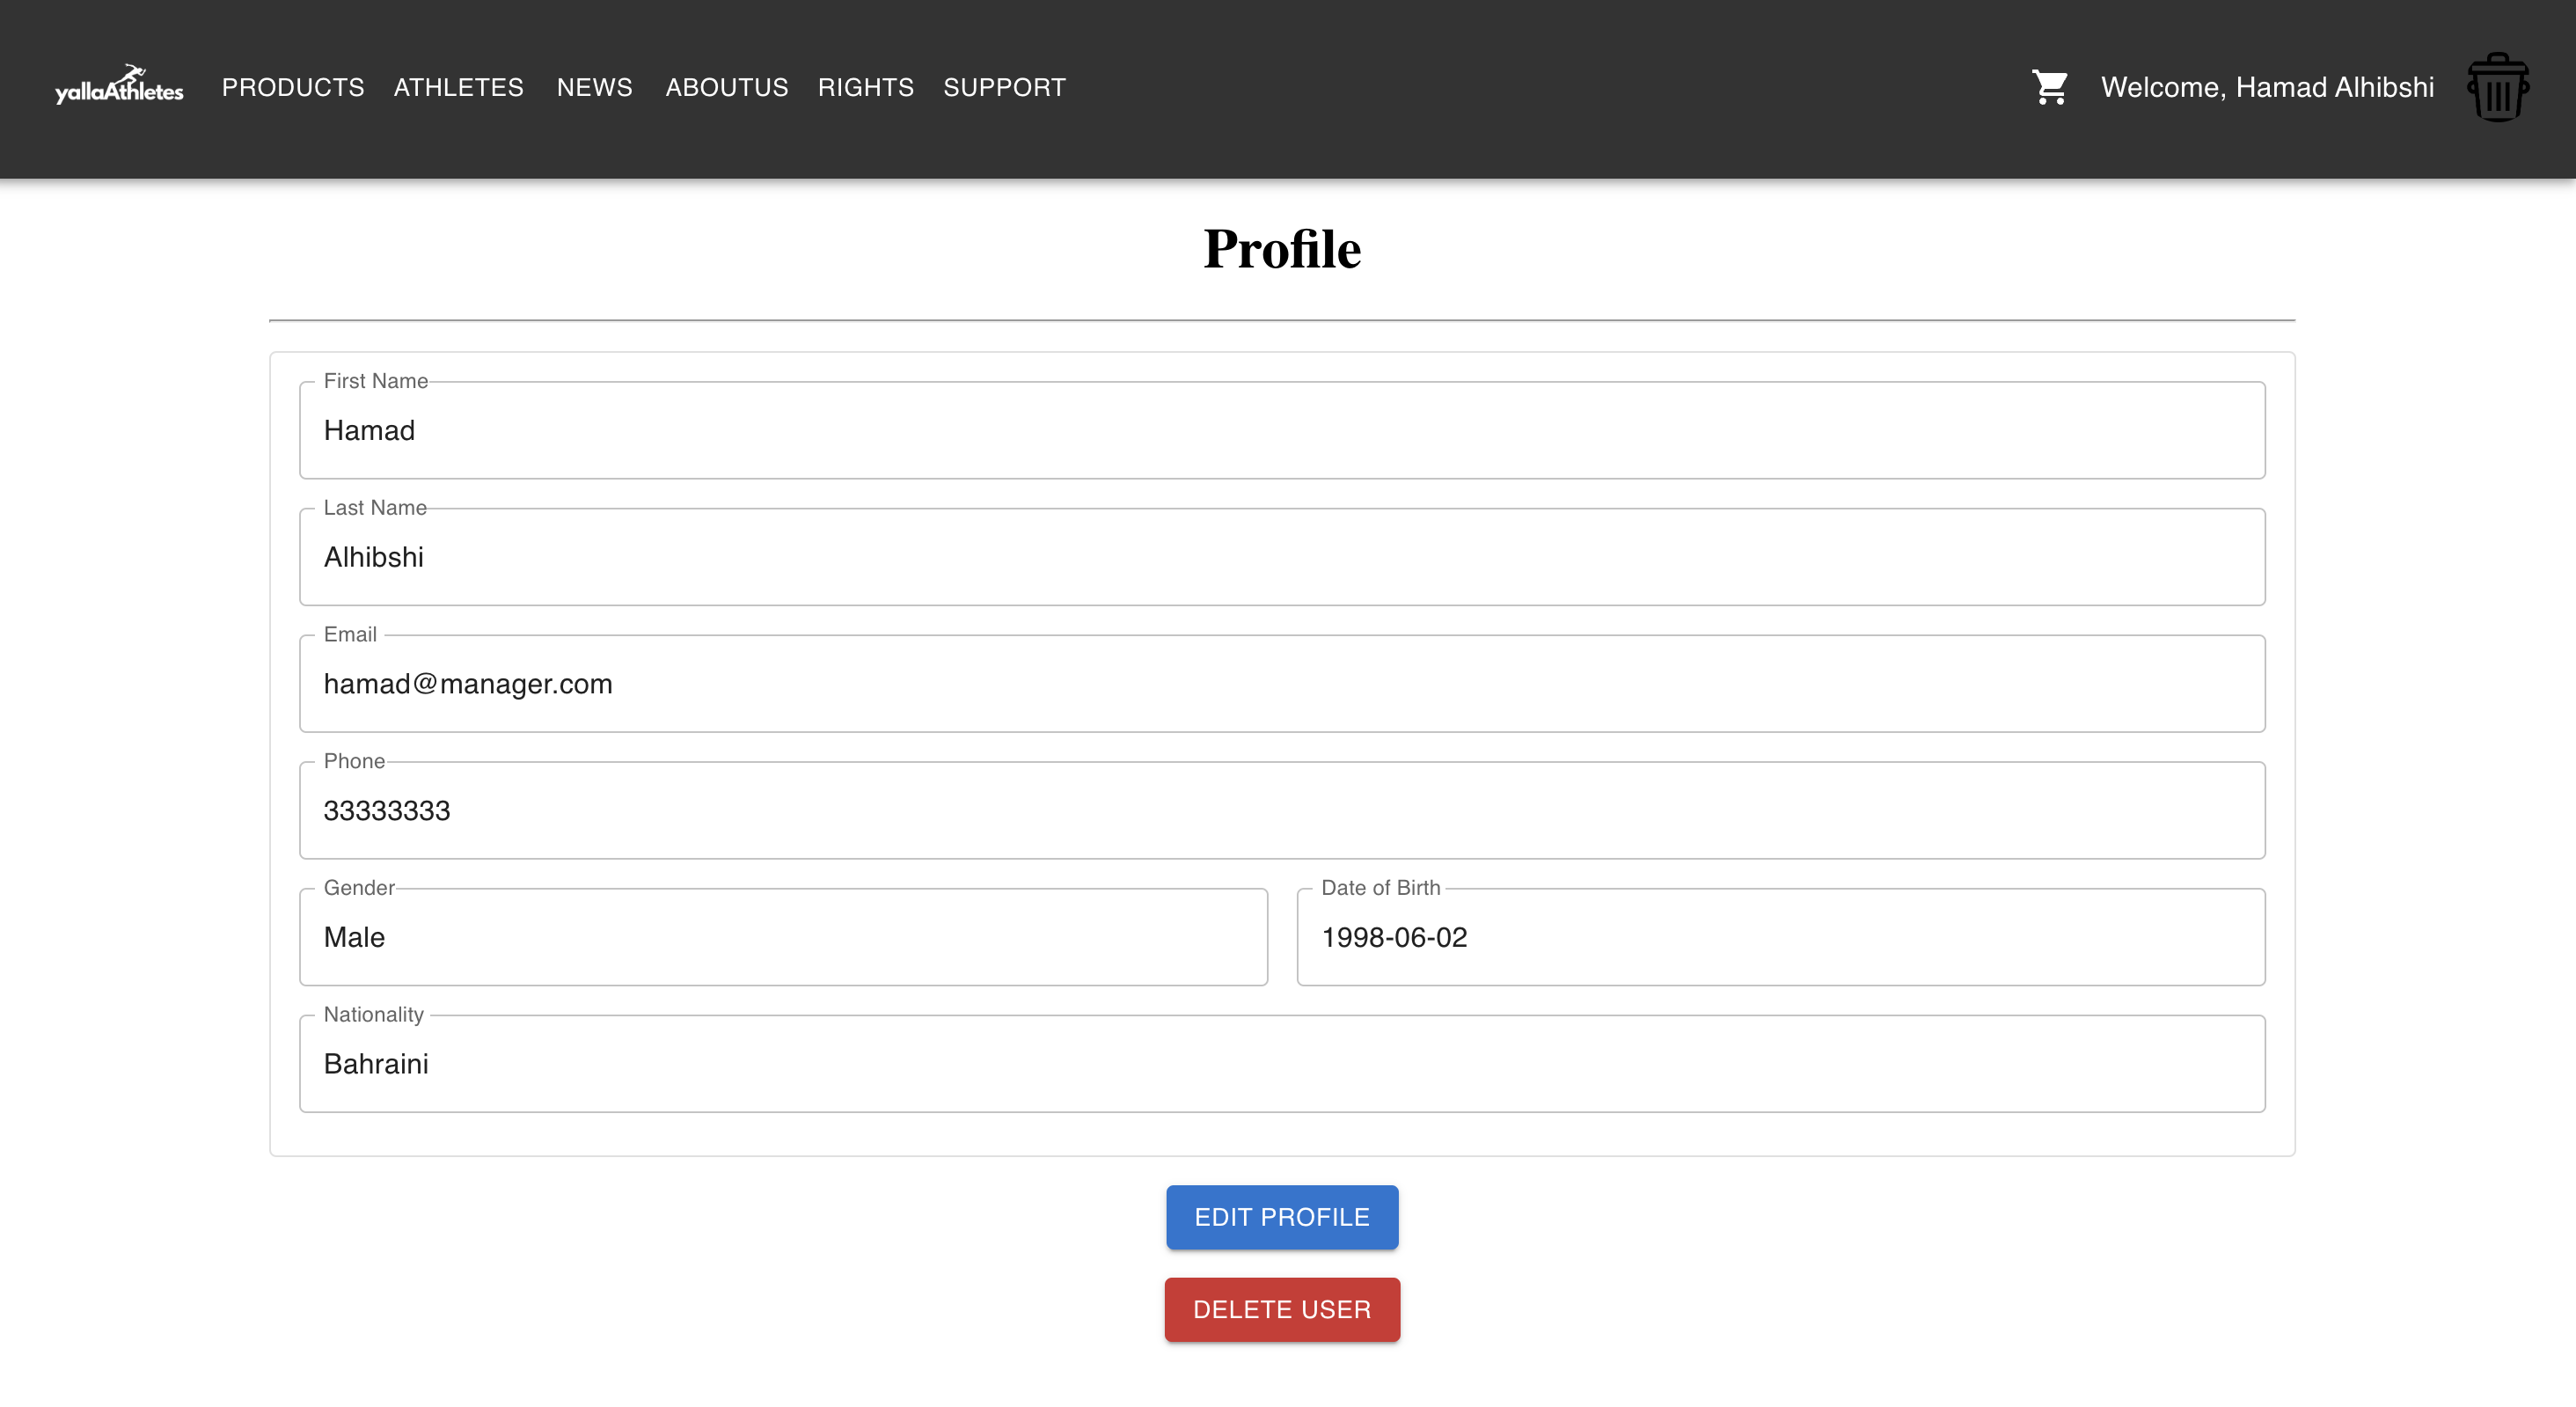 yallaAthletes PRODUCTS ATHLETES NEWS ABOUTUS RIGHTS SUPPORT Welcome, Hamad Alhibshi
Profile
First Name
Hamad
Last Name
Alhibshi
Email
hamad@manager.com
Phone
33333333
Gender
Male
Date of Birth
1998-06-02
Nationality
Bahraini
EDIT PROFILE
DELETE USER